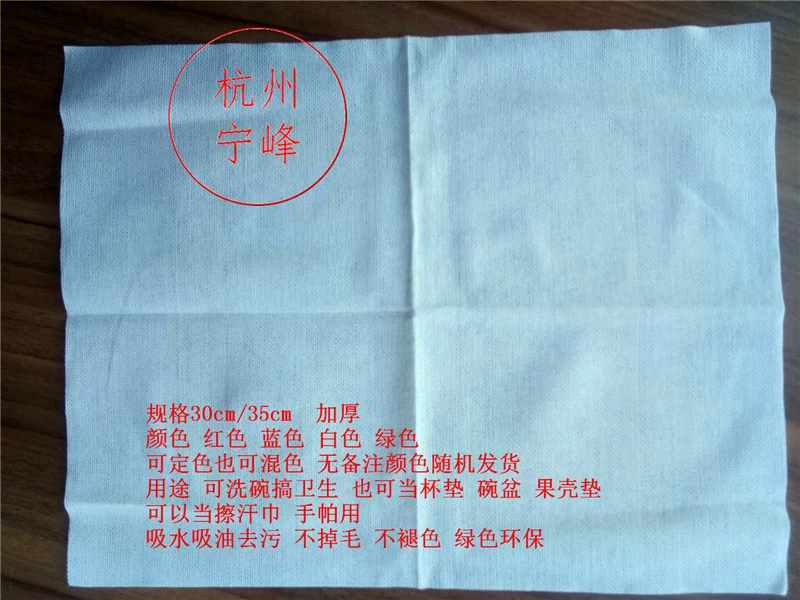 杭州
宁峰
规格30cm/35cm 加厚
颜色 红色 蓝色 白色 绿色
可定色也可混色 无备注颜色随机发货
用途 可洗碗搞卫生 也可当杯垫 碗盆 果壳垫
可以当擦汗巾 手帕用
吸水吸油去污 不掉毛 不褪色 绿色环保